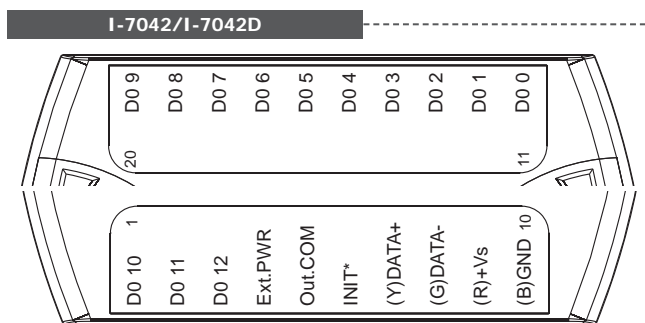 I-7042/I-7042D
D0 9
D0 8
D0 7
D0 6
D0 5
D0 4
D0 3
D0 2
D0 1
D0 0
20
11
1
10
D0 10
D0 11
D0 12
Ext.PWR
Out.COM
INIT*
(Y)DATA+
(G)DATA-
(R)+Vs
(B)GND